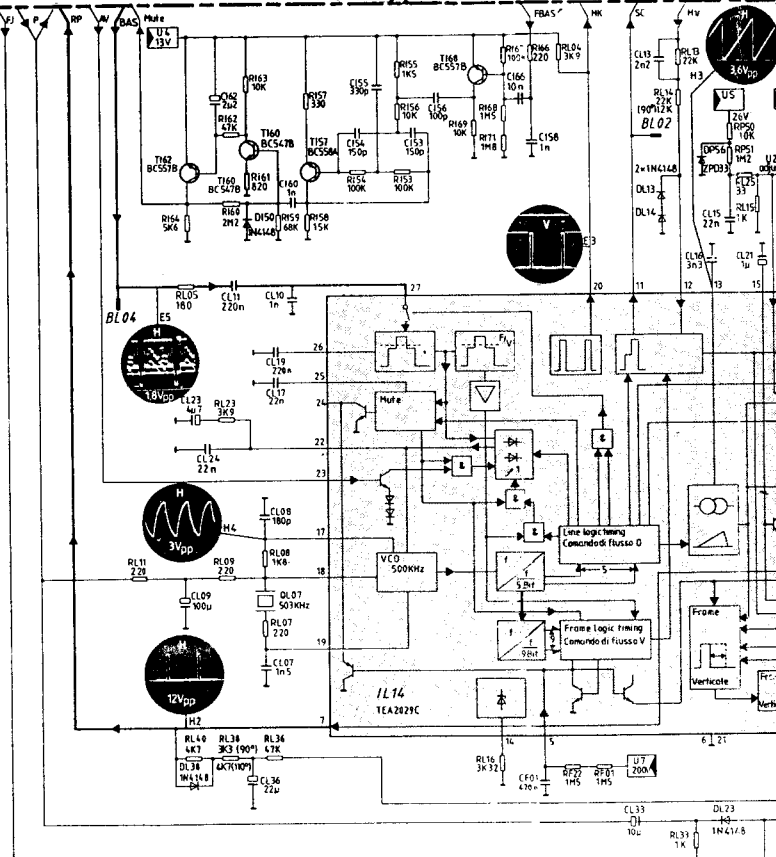 FJ P RP AV BAS Mute
U4
13V
FBAS HK SC HV
T162
BC557B
C162
2µ2
R163
10K
R162
47K
T160
BC547B
T160
BC547B
R161
820
R157
330
T157
BC558A
C155
330p
R155
1K5
R156
10K
C154
150p
C153
150p
R154
100K
R153
100K
C156
100p
R169
10K
T168
BC557B
R168
1M5
R171
1M8
C166
10n
R166
220
C158
1n
RL04
3K9
R164
5K6
R160
2M2
D150
1N4148
C160
1n
R159
68K
R158
15K
CL13
2n2
RL13
22K
H3
RL14
22K
(90°)12K
BL02
2x1N4148
DL13
DL14
H
3,6Vpp
U5
26V
RP50
10K
DP56
ZPD33
RP51
1M2
RL25
33
RL15
1K
CL15
22n
CL16
3n3
CL21
1µ
V
E3
BL04
E5
RL05
180
CL11
220n
CL10
1n
27
20
11
12
13
15
H
1,8Vpp
CL19
220n
26
CL17
22n
25
24
CL23
4µ7
RL23
3K9
22
CL24
22n
23
Mute
F/V
&
&
&
&
1
H
3Vpp
H4
CL08
180p
17
RL08
1K8
18
RL11
220
RL09
220
CL09
100µ
QL07
503KHz
RL07
220
19
CL07
1n5
VCO
500KHz
f
f
5Bit
5
f
f
9Bit
9
Line logic timing
Comando di flusso O
Frame Logic timing
Comando di flusso V
Frame
Verticale
IL14
TEA2029C
H
12Vpp
H2
7
14
5
6 21
RL40
4K7
DL38
1N4148
RL38
3K3 (90°)
4K7(110°)
RL36
47K
CL36
22µ
RL16
3K32
CF01
470n
RF22
1M5
RF01
1M5
U7
CL33
10µ
DL23
1N4148
RL33
1K